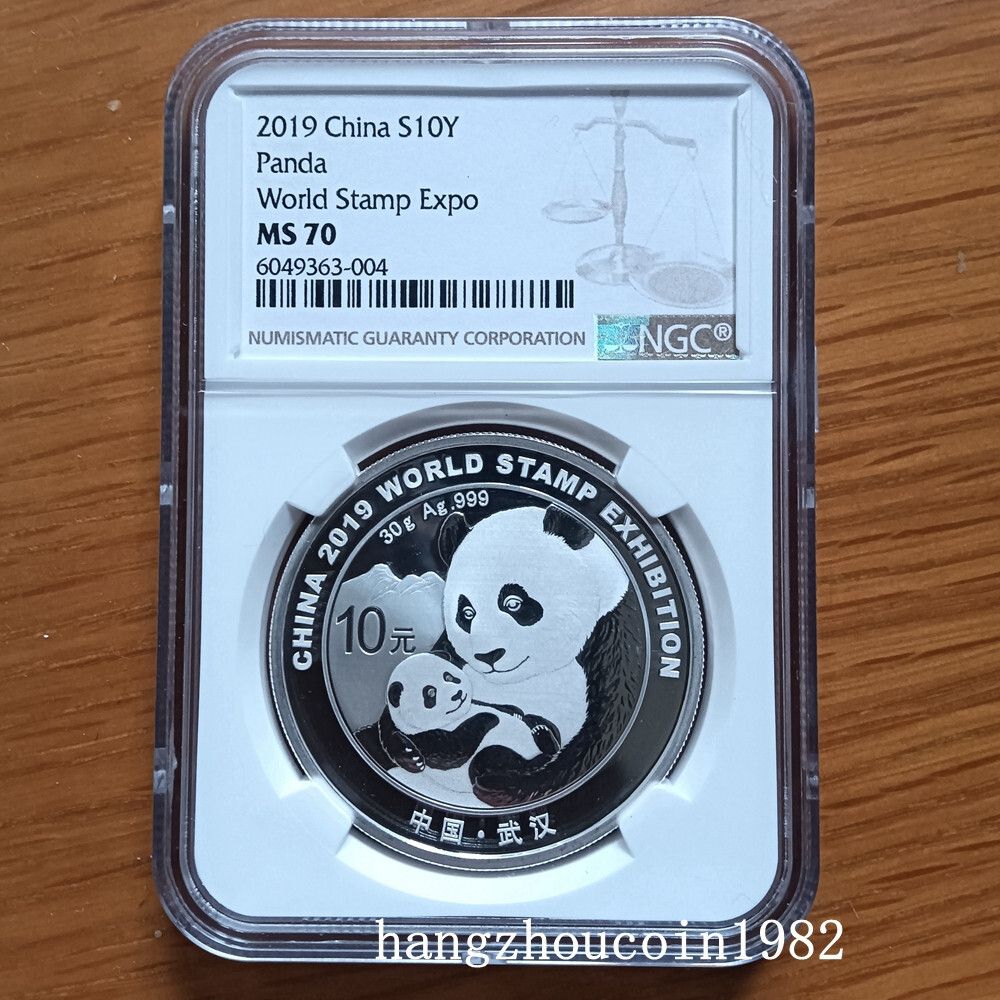 2019 China S10Y
Panda
World Stamp Expo
MS 70
6049363-004
NUMISMATIC GUARANTY CORPORATION
NGC®
CHINA 2019 WORLD STAMP EXHIBITION
30g Ag.999
10元
中国·武汉
hangzhoucoin1982